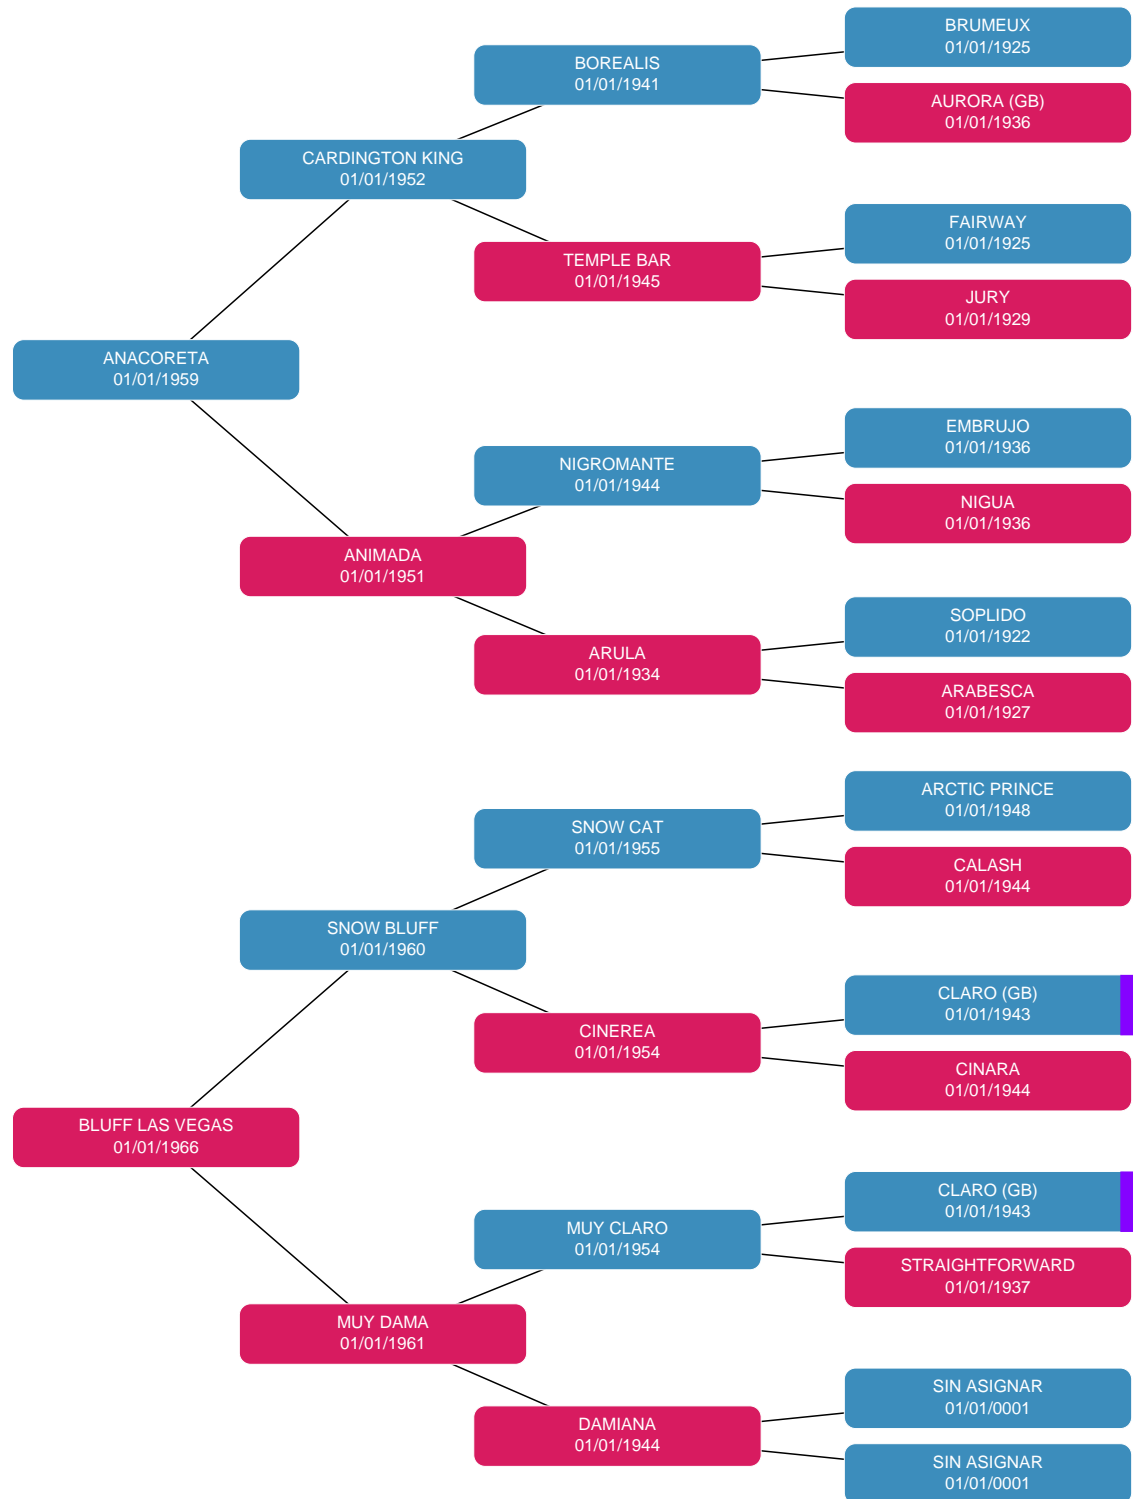 BRUMEUX
01/01/1925
BOREALIS
01/01/1941
AURORA (GB)
01/01/1936
CARDINGTON KING
01/01/1952
FAIRWAY
01/01/1925
TEMPLE BAR
01/01/1945
JURY
01/01/1929
ANACORETA
01/01/1959
EMBRUJO
01/01/1936
NIGROMANTE
01/01/1944
NIGUA
01/01/1936
ANIMADA
01/01/1951
SOPLIDO
01/01/1922
ARULA
01/01/1934
ARABESCA
01/01/1927
ARCTIC PRINCE
01/01/1948
SNOW CAT
01/01/1955
CALASH
01/01/1944
SNOW BLUFF
01/01/1960
CLARO (GB)
01/01/1943
CINEREA
01/01/1954
CINARA
01/01/1944
BLUFF LAS VEGAS
01/01/1966
CLARO (GB)
01/01/1943
MUY CLARO
01/01/1954
STRAIGHTFORWARD
01/01/1937
MUY DAMA
01/01/1961
SIN ASIGNAR
01/01/0001
DAMIANA
01/01/1944
SIN ASIGNAR
01/01/0001